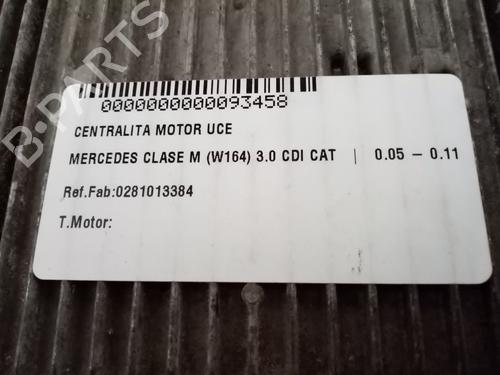 B-PARTS
0000000000093458
CENTRALITA MOTOR UCE
MERCEDES CLASE M (W164) 3.0 CDI CAT | 0.05 – 0.11
Ref.Fab:0281013384
T.Motor: